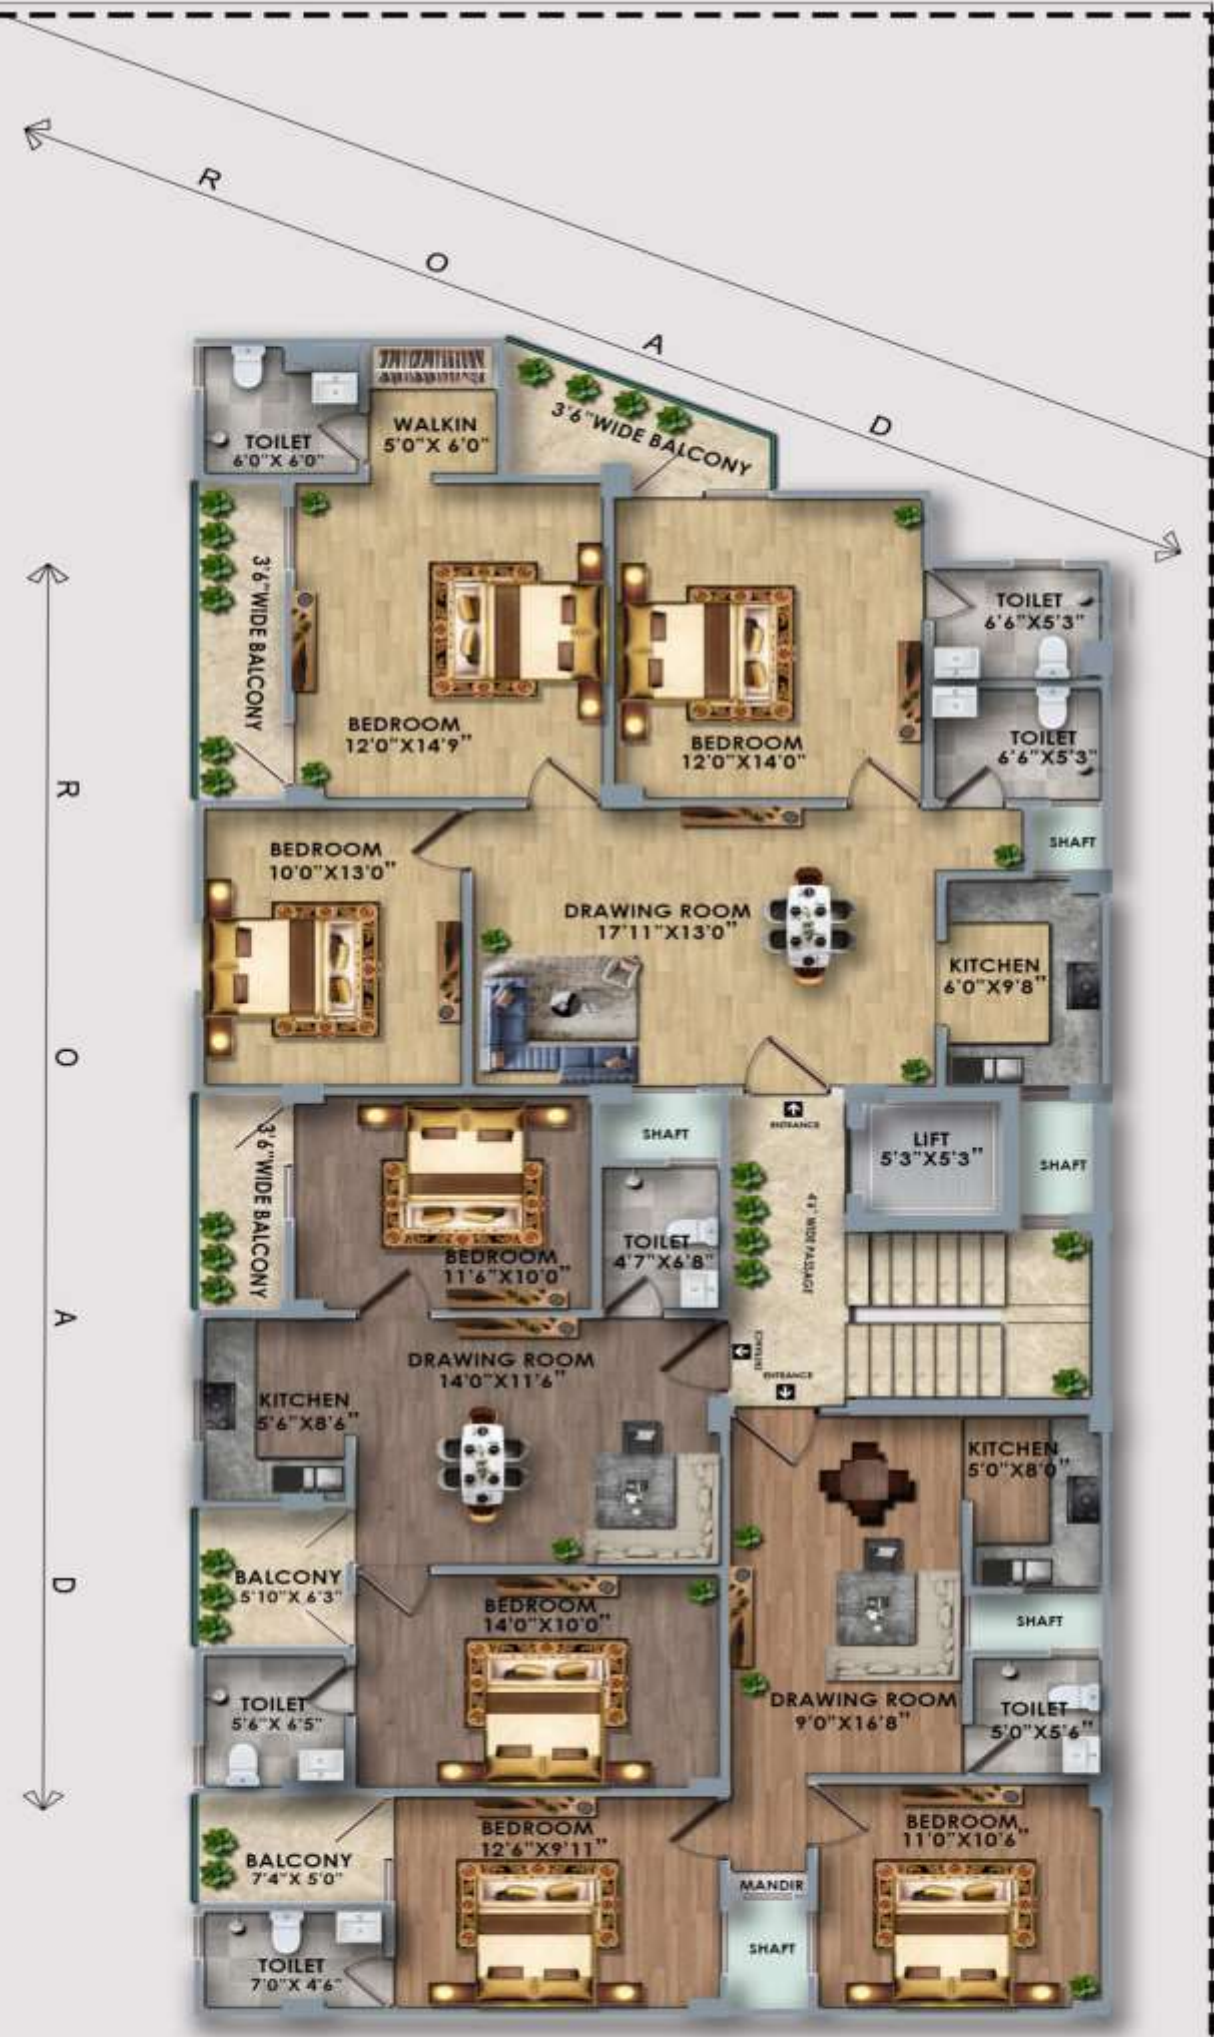 R
O
A
D
TOILET
6'0"X 6'0"
WALKIN
5'0"X 6'0"
3'6"WIDE BALCONY
3'6"WIDE BALCONY
BEDROOM
12'0"X14'9"
BEDROOM
12'0"X14'0"
TOILET
6'6"X5'3"
TOILET
6'6"X5'3"
SHAFT
BEDROOM
10'0"X13'0"
DRAWING ROOM
17'11"X13'0"
KITCHEN
6'0"X9'8"
R
O
A
D
3'6"WIDE BALCONY
BEDROOM
11'6"X10'0"
SHAFT
TOILET
4'7"X6'8"
ENTRANCE
LIFT
5'3"X5'3"
SHAFT
WIDE PASSAGE
ENTRANCE
ENTRANCE
DRAWING ROOM
14'0"X11'6"
KITCHEN
5'6"X8'6"
KITCHEN
5'0"X8'0"
BALCONY
5'10"X 6'3"
BEDROOM
14'0"X10'0"
SHAFT
TOILET
5'6"X 6'5"
DRAWING ROOM
9'0"X16'8"
TOILET
5'0"X5'6"
BALCONY
7'4"X 5'0"
BEDROOM
12'6"X9'11"
BEDROOM
11'0"X10'6"
MANDIR
SHAFT
TOILET
7'0"X 4'6"